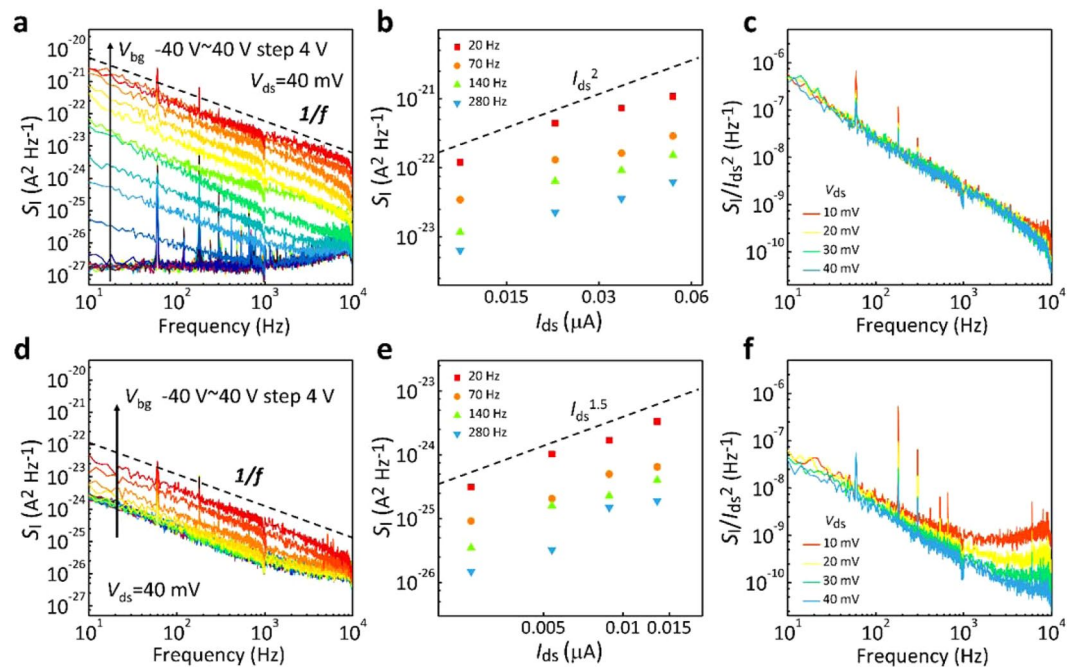 a
V_bg -40 V~40 V step 4 V
V_ds=40 mV
1/f
10^-20
10^-21
10^-22
10^-23
10^-24
10^-25
10^-26
10^-27
S_I (A^2 Hz^-1)
10^1 10^2 10^3 10^4
Frequency (Hz)
b
20 Hz
70 Hz
140 Hz
280 Hz
I_ds^2
10^-21
10^-22
10^-23
S_I (A^2 Hz^-1)
0.015 0.03 0.06
I_ds (μA)
c
10^-6
10^-7
10^-8
10^-9
10^-10
S_I/I_ds^2 (Hz^-1)
V_ds
10 mV
20 mV
30 mV
40 mV
10^1 10^2 10^3 10^4
Frequency (Hz)
d
V_bg -40 V~40 V step 4 V
1/f
V_ds=40 mV
10^-20
10^-21
10^-22
10^-23
10^-24
10^-25
10^-26
10^-27
S_I (A^2 Hz^-1)
10^1 10^2 10^3 10^4
Frequency (Hz)
e
20 Hz
70 Hz
140 Hz
280 Hz
I_ds^1.5
10^-23
10^-24
10^-25
10^-26
S_I (A^2 Hz^-1)
0.005 0.01 0.015
I_ds (μA)
f
10^-6
10^-7
10^-8
10^-9
10^-10
S_I/I_ds^2 (Hz^-1)
V_ds
10 mV
20 mV
30 mV
40 mV
10^1 10^2 10^3 10^4
Frequency (Hz)